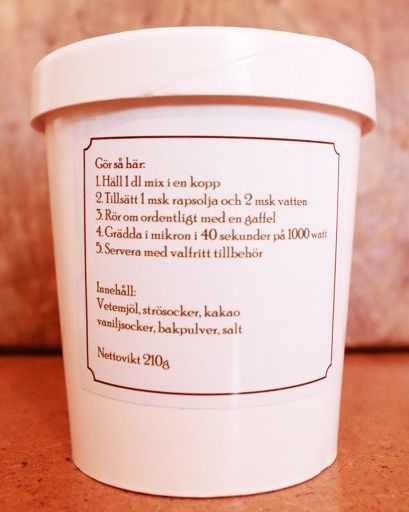 Gör så här:
1. Häll 1 dl mix i en kopp
2. Tillsätt 1 msk rapsolja och 2 msk vatten
3. Rör om ordentligt med en gaffel
4. Grädda i mikron i 40 sekunder på 1000 watt
5. Servera med valfritt tillbehör
Innehåll:
Vetemjöl, strösocker, kakao
vaniljsocker, bakpulver, salt
Nettovikt 210g